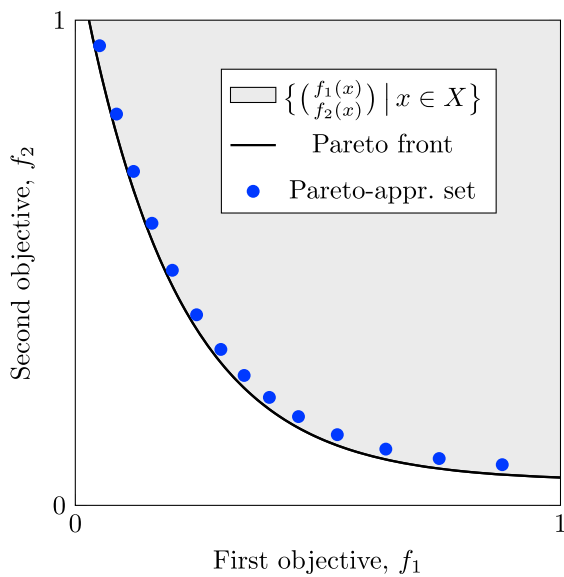 1
{(f₁(x) f₂(x)) | x ∈ X}
Pareto front
Pareto-appr. set
Second objective, f₂
0
0
1
First objective, f₁